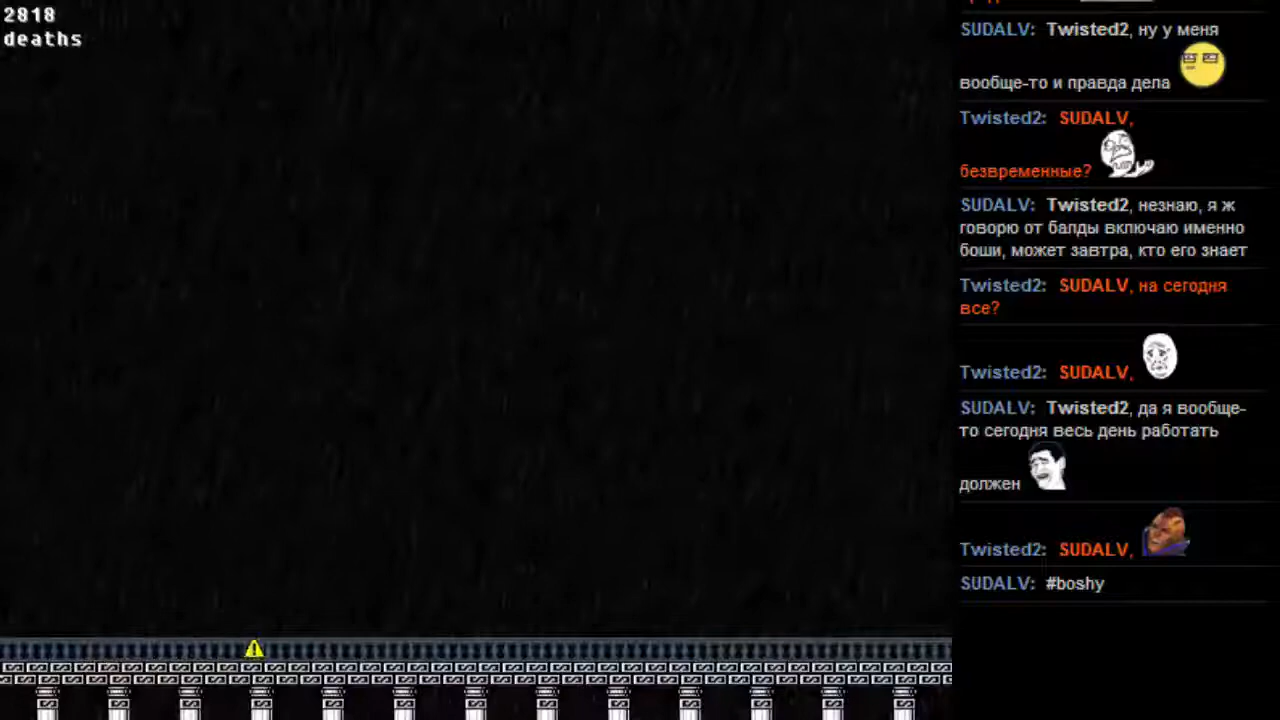 2818
deaths
SUDALV: Twisted2, ну у меня
вообще-то и правда дела
Twisted2: SUDALV,
безвременные?
SUDALV: Twisted2, незнаю, я ж
говорю от балды включаю именно
боши, может завтра, кто его знает
Twisted2: SUDALV, на сегодня
все?
Twisted2: SUDALV,
SUDALV: Twisted2, да я вообще-
то сегодня весь день работать
должен
Twisted2: SUDALV,
SUDALV: #boshy